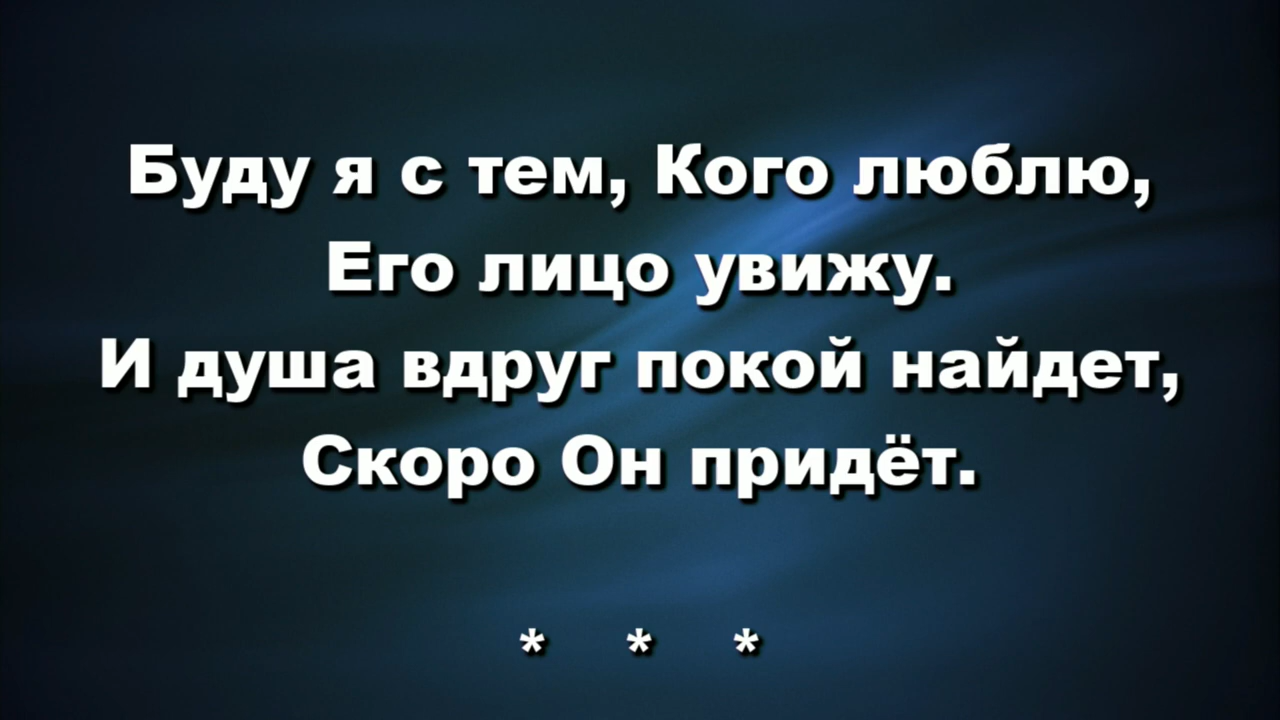 Буду я с тем, Кого люблю,
Его лицо увижу.
И душа вдруг покой найдет,
Скоро Он придёт.
* * *